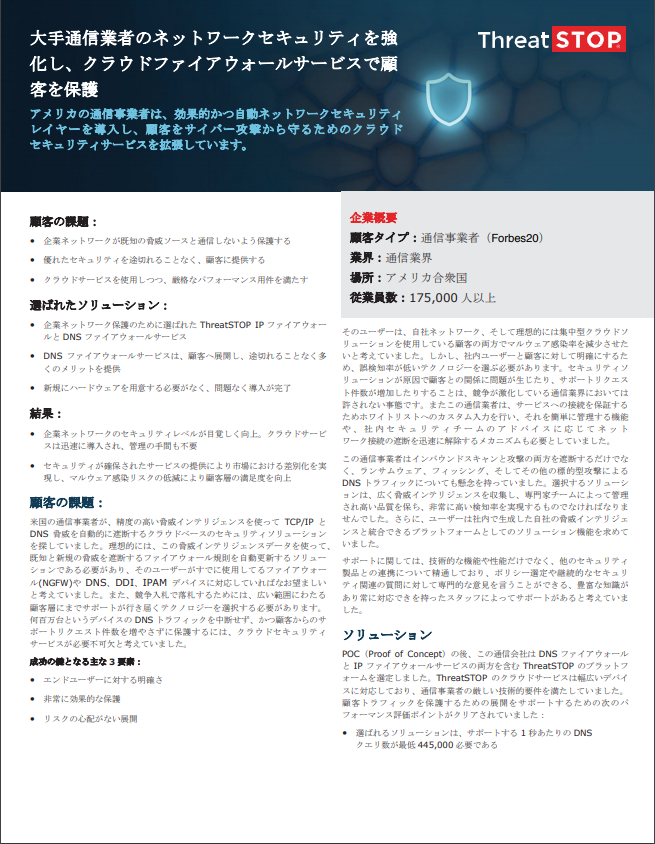 大手通信業者のネットワークセキュリティを強
化し、クラウドファイアウォールサービスで顧
客を保護
ThreatSTOP
アメリカの通信事業者は、効果的かつ自動ネットワークセキュリティ
レイヤーを導入し、顧客をサイバー攻撃から守るためのクラウド
セキュリティサービスを拡張しています。
顧客の課題：
• 企業ネットワークが既知の脅威ソースと通信しないよう保護する
• 優れたセキュリティを途切れることなく、顧客に提供する
• クラウドサービスを使用しつつ、厳格なパフォーマンス用件を満たす
選ばれたソリューション：
• 企業ネットワーク保護のために選ばれた ThreatSTOP IP ファイアウォー
ルと DNS ファイアウォールサービス
• DNS ファイアウォールサービスは、顧客へ展開し、途切れることなく多
くのメリットを提供
• 新規にハードウェアを用意する必要がなく、問題なく導入が完了
結果：
• 企業ネットワークのセキュリティレベルが目覚しく向上。クラウドサービ
スは迅速に導入され、管理の手間も不要
• セキュリティが確保されたサービスの提供により市場における差別化を実
現し、マルウェア感染リスクの低減により顧客層の満足度を向上
顧客の課題：
米国の通信事業者が、精度の高い脅威インテリジェンスを使って TCP/IP と
DNS 脅威を自動的に遮断するクラウドベースのセキュリティソリューション
を探していました。理想的には、この脅威インテリジェンスデータを使って、
既知と新規の脅威を遮断するファイアウォール規則を自動更新するソリュー
ションである必要があり、そのユーザーがすでに使用してるファイアウォー
ル(NGFW)や DNS、DDI、IPAM デバイスに対応していればなお望ましい
と考えていました。また、競争入札で落札するためには、広い範囲にわたる
顧客層にまでサポートが行き届くテクノロジーを選択する必要があります。
何百万台というデバイスの DNS トラフィックを中断せず、かつ顧客からのサ
ポートリクエスト件数を増やさずに保護するには、クラウドセキュリティ
サービスが必要不可欠と考えていました。
成功の鍵となる主な 3 要素：
• エンドユーザーに対する明確さ
• 非常に効果的な保護
• リスクの心配がない展開
企業概要
顧客タイプ：通信事業者（Forbes20）
業界：通信業界
場所：アメリカ合衆国
従業員数：175,000 人以上
そのユーザーは、自社ネットワーク、そして理想的には集中型クラウドソ
リューションを使用している顧客の両方でマルウェア感染率を減少させた
いと考えていました。しかし、社内ユーザーと顧客に対して明確にするた
め、誤検知率が低いテクノロジーを選ぶ必要があります。セキュリティソ
リューションが原因で顧客との関係に問題が生じたり、サポートリクエス
ト件数が増加したりすることは、競争が激化している通信業界においては
許されない事態です。またこの通信業者は、サービスへの接続を保証する
ためホワイトリストへのカスタム入力を行い、それを簡単に管理する機能
や、社内セキュリティチームのアドバイスに応じてネット
ワーク接続の遮断を迅速に解除するメカニズムも必要としていました。
この通信事業者はインバウンドスキャンと攻撃の両方を遮断するだけでな
く、ランサムウェア、フィッシング、そしてその他の標的型攻撃による
DNS トラフィックについても懸念を持っていました。選択するソリューシ
ョンは、広く脅威インテリジェンスを収集し、専門家チームによって管理
され高い品質を保ち、非常に高い検知率を実現するものでなければなりま
せんでした。さらに、ユーザーは社内で生成した自社の脅威インテリジェ
ンスと統合できるプラットフォームとしてのソリューション機能を求めて
いました。
サポートに関しては、技術的な機能や性能だけでなく、他のセキュリティ
製品との連携について精通しており、ポリシー選定や継続的なセキュリ
ティ関連の質問に対して専門的な意見を言うことができる、豊富な知識が
あり常に対応できを持ったスタッフによってサポートがあると考えていま
した。
ソリューション
POC（Proof of Concept）の後、この通信会社は DNS ファイアウォール
と IP ファイアウォールサービスの両方を含む ThreatSTOP のプラットフ
ォームを選定しました。ThreatSTOP のクラウドサービスは幅広いデバイ
スに対応しており、通信事業者の厳しい技術的要件を満たしていました。
顧客トラフィックを保護するための展開をサポートするための次のパ
フォーマンス評価ポイントがクリアされていました：
• 選ばれるソリューションは、サポートする 1 秒あたりの DNS
クエリ数が最低 445,000 必要である